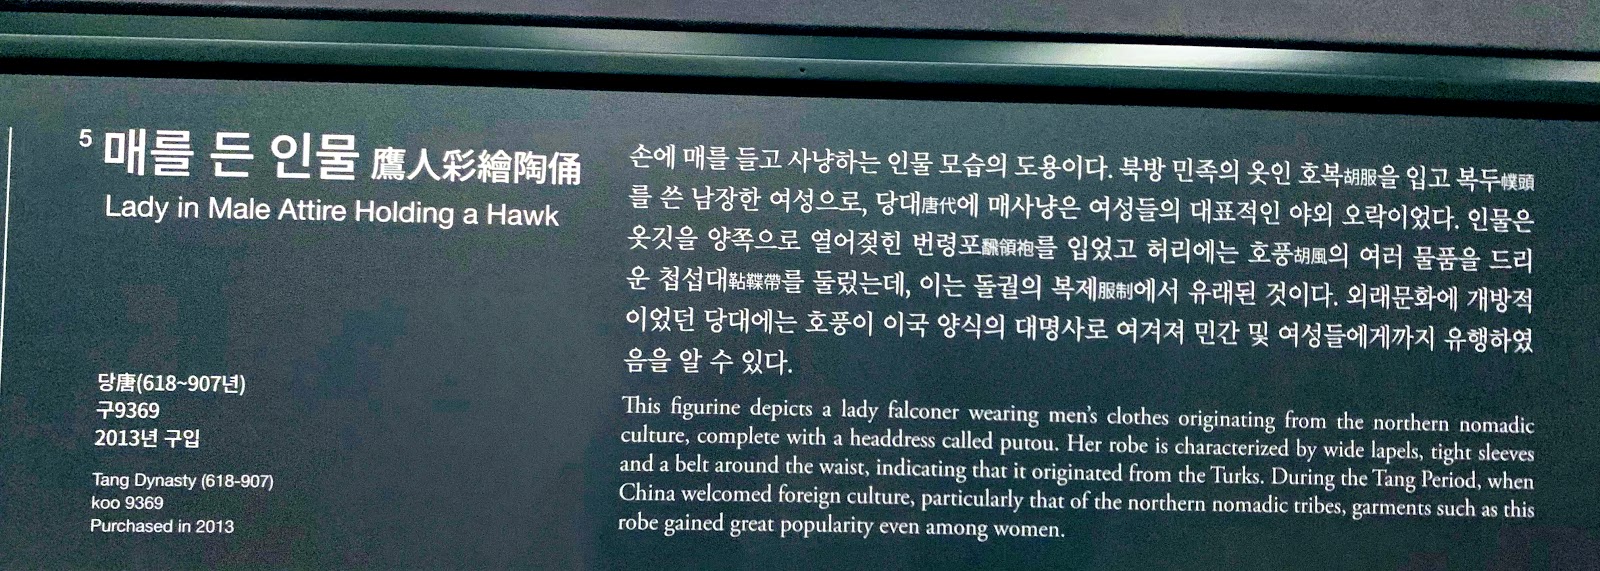 5 매를 든 인물 鷹人彩繪陶俑
Lady in Male Attire Holding a Hawk
당唐(618~907년)
구9369
2013년 구입
Tang Dynasty (618-907)
koo 9369
Purchased in 2013
손에 매를 들고 사냥하는 인물 모습의 도용이다. 북방 민족의 옷인 호복胡服을 입고 복두幞頭
를 쓴 남장한 여성으로, 당대唐代에 매사냥은 여성들의 대표적인 야외 오락이었다. 인물은
옷깃을 양쪽으로 열어젖힌 번령포飜領袍를 입었고 허리에는 호풍胡風의 여러 물품을 드리
운 첩섭대鞊鞢帶를 둘렀는데, 이는 돌궐의 복제服制에서 유래된 것이다. 외래문화에 개방적
이었던 당대에는 호풍이 이국 양식의 대명사로 여겨져 민간 및 여성들에게까지 유행하였
음을 알 수 있다.
This figurine depicts a lady falconer wearing men's clothes originating from the northern nomadic
culture, complete with a headdress called putou. Her robe is characterized by wide lapels, tight sleeves
and a belt around the waist, indicating that it originated from the Turks. During the Tang Period, when
China welcomed foreign culture, particularly that of the northern nomadic tribes, garments such as this
robe gained great popularity even among women.